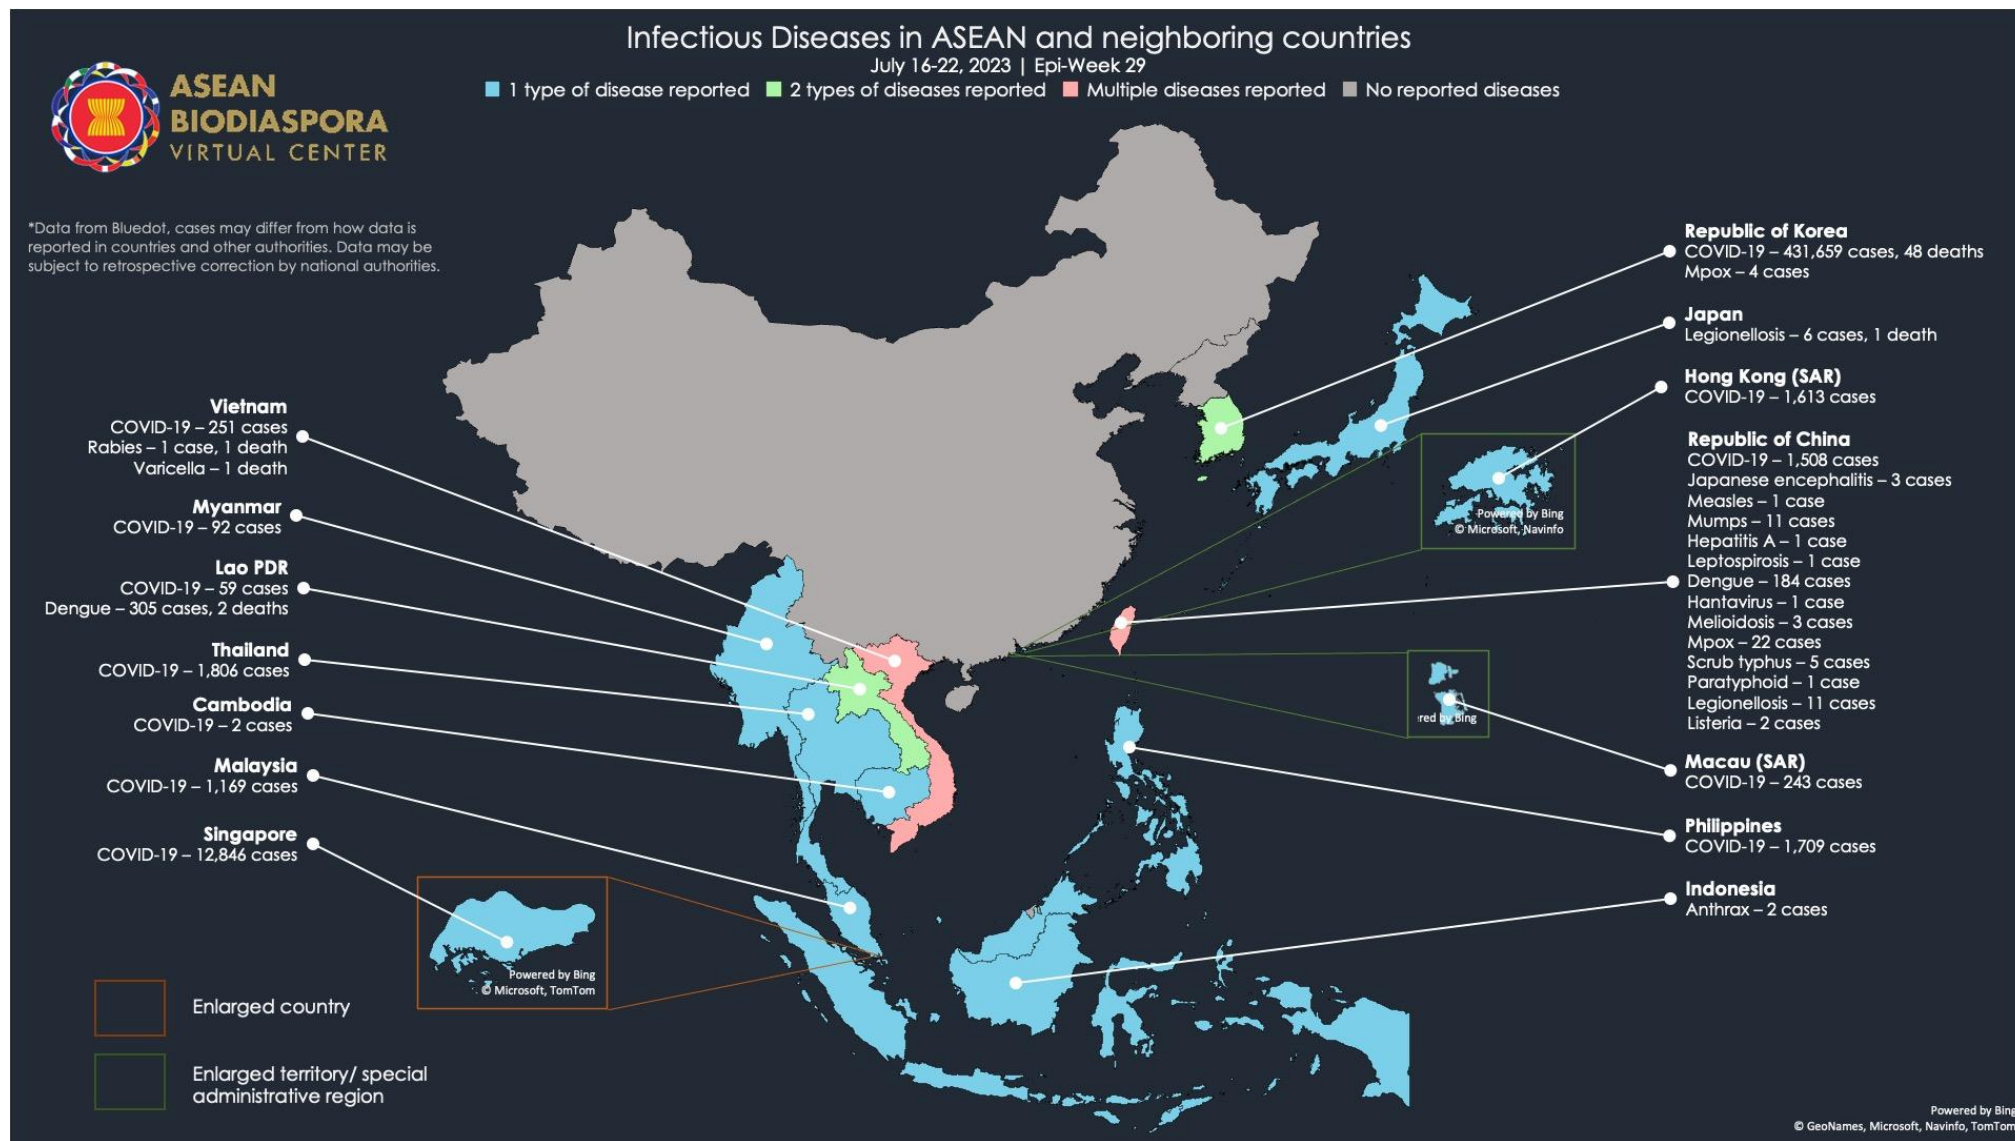 Infectious Diseases in ASEAN and neighboring countries
July 16-22, 2023 | Epi-Week 29
1 type of disease reported
2 types of diseases reported
Multiple diseases reported
No reported diseases
ASEAN
BIODIASPORA
VIRTUAL CENTER
*Data from Bluedot, cases may differ from how data is
reported in countries and other authorities. Data may be
subject to retrospective correction by national authorities.
Vietnam
COVID-19 – 251 cases
Rabies – 1 case, 1 death
Varicella – 1 death
Myanmar
COVID-19 – 92 cases
Lao PDR
COVID-19 – 59 cases
Dengue – 305 cases, 2 deaths
Thailand
COVID-19 – 1,806 cases
Cambodia
COVID-19 – 2 cases
Malaysia
COVID-19 – 1,169 cases
Singapore
COVID-19 – 12,846 cases
Powered by Bing
© Microsoft, TomTom
Enlarged country
Enlarged territory/ special
administrative region
Republic of Korea
COVID-19 – 431,659 cases, 48 deaths
Mpox – 4 cases
Japan
Legionellosis – 6 cases, 1 death
Hong Kong (SAR)
COVID-19 – 1,613 cases
Powered by Bing
© Microsoft, Navinfo
Republic of China
COVID-19 – 1,508 cases
Japanese encephalitis – 3 cases
Measles – 1 case
Mumps – 11 cases
Hepatitis A – 1 case
Leptospirosis – 1 case
Dengue – 184 cases
Hantavirus – 1 case
Melioidosis – 3 cases
Mpox – 22 cases
Scrub typhus – 5 cases
Paratyphoid – 1 case
Legionellosis – 11 cases
Listeria – 2 cases
red by Bing
Macau (SAR)
COVID-19 – 243 cases
Philippines
COVID-19 – 1,709 cases
Indonesia
Anthrax – 2 cases
Powered by Bing
© GeoNames, Microsoft, Navinfo, TomTom